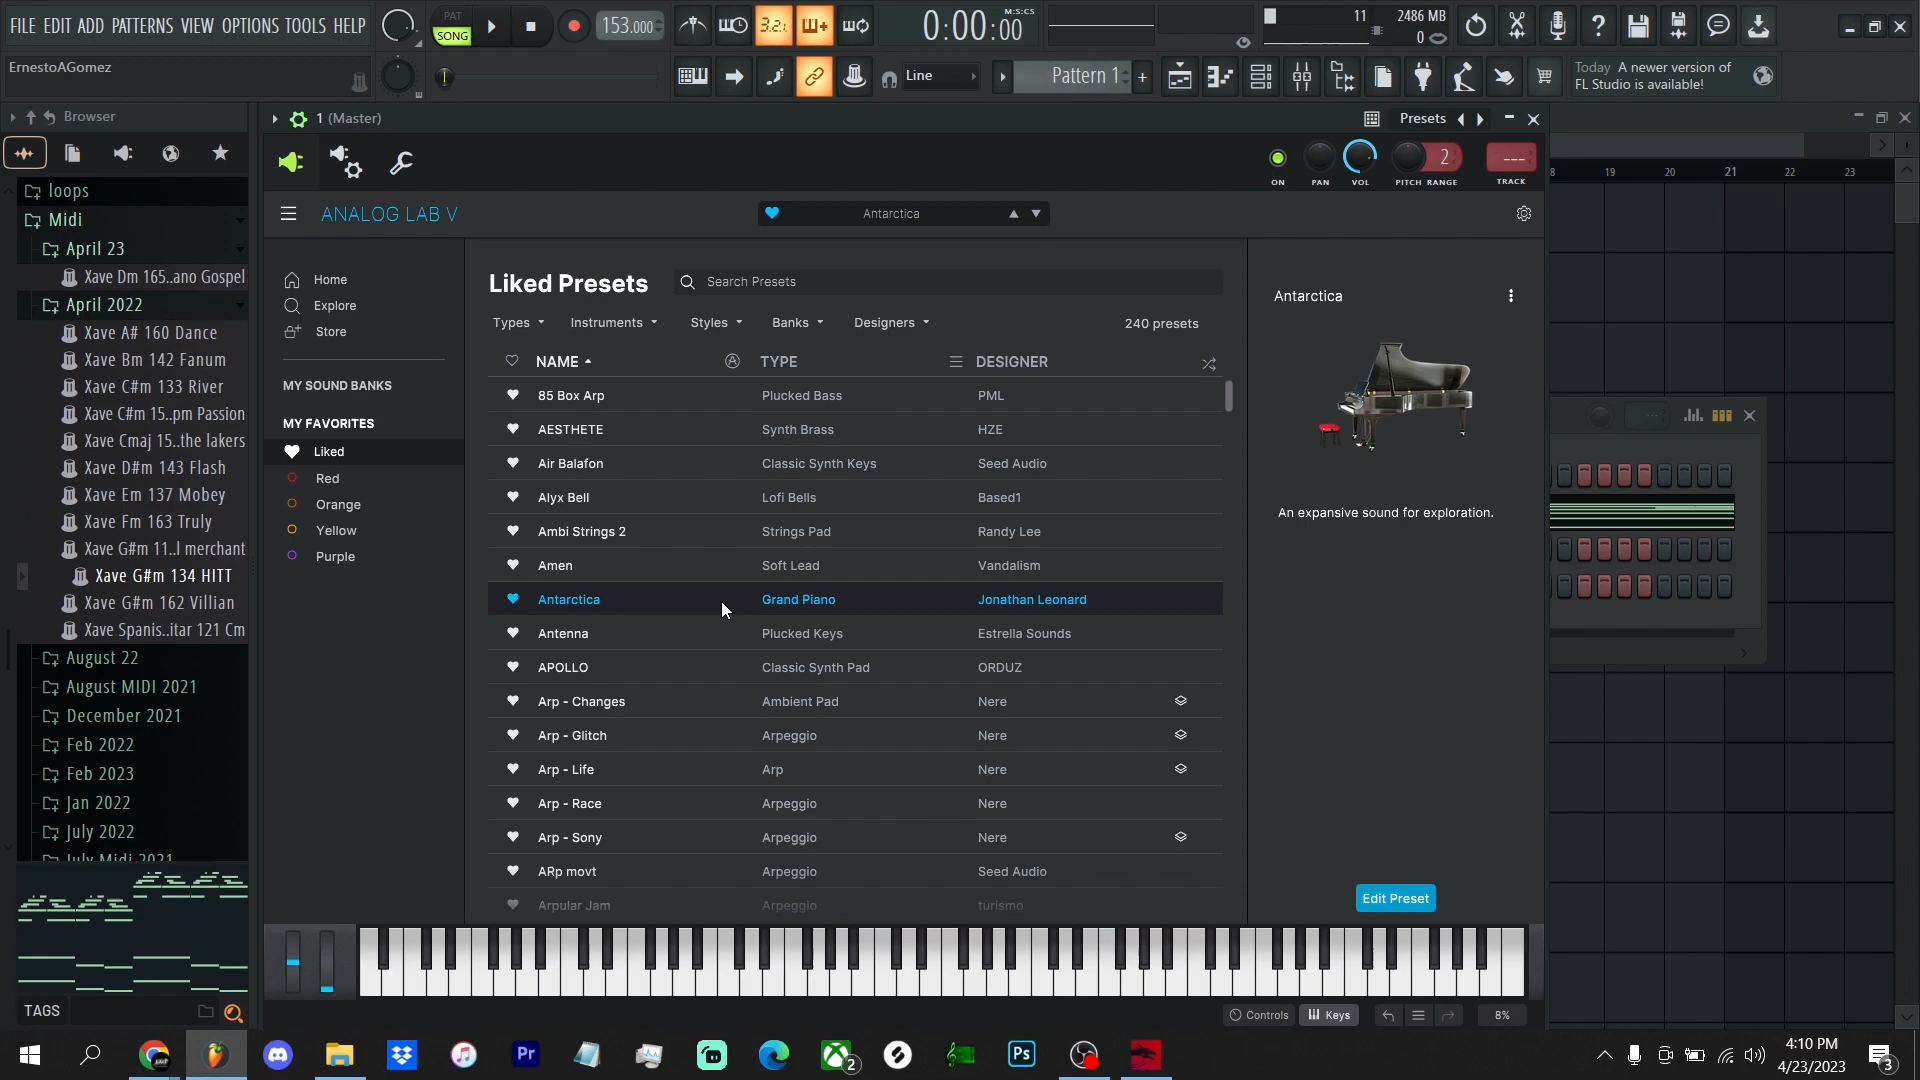 FILE EDIT ADD PATTERNS VIEW OPTIONS TOOLS HELP
PAT
SONG
153.000
3.2.
0:00:00
M:S:CS
11
2486 MB
0
ErnestoAGomez
Line
Pattern 1
+
Today A newer version of
FL Studio is available!
Browser
1 (Master)
Presets
ON
PAN
VOL
PITCH RANGE
2
---
TRACK
ANALOG LAB V
Antarctica
loops
Midi
April 23
Xave Dm 165..ano Gospel
April 2022
Xave A# 160 Dance
Xave Bm 142 Fanum
Xave C#m 133 River
Xave C#m 15..pm Passion
Xave Cmaj 15..the lakers
Xave D#m 143 Flash
Xave Em 137 Mobey
Xave Fm 163 Truly
Xave G#m 11..l merchant
Xave G#m 134 HITT
Xave G#m 162 Villian
Xave Spanis..itar 121 Cm
August 22
August MIDI 2021
December 2021
Feb 2022
Feb 2023
Jan 2022
July 2022
July Midi 2021
TAGS
Home
Explore
Store
MY SOUND BANKS
MY FAVORITES
Liked
Red
Orange
Yellow
Purple
Liked Presets
Search Presets
Types Instruments Styles Banks Designers 240 presets
NAME TYPE DESIGNER
85 Box Arp Plucked Bass PML
AESTHETE Synth Brass HZE
Air Balafon Classic Synth Keys Seed Audio
Alyx Bell Lofi Bells Based1
Ambi Strings 2 Strings Pad Randy Lee
Amen Soft Lead Vandalism
Antarctica Grand Piano Jonathan Leonard
Antenna Plucked Keys Estrella Sounds
APOLLO Classic Synth Pad ORDUZ
Arp - Changes Ambient Pad Nere
Arp - Glitch Arpeggio Nere
Arp - Life Arp Nere
Arp - Race Arpeggio Nere
Arp - Sony Arpeggio Nere
ARp movt Arpeggio Seed Audio
Arpular Jam Arpeggio turismo
Antarctica
An expansive sound for exploration.
Edit Preset
Controls
Keys
8%
8 19 20 21 22 23
Pr
2
Ps
4:10 PM
4/23/2023
3